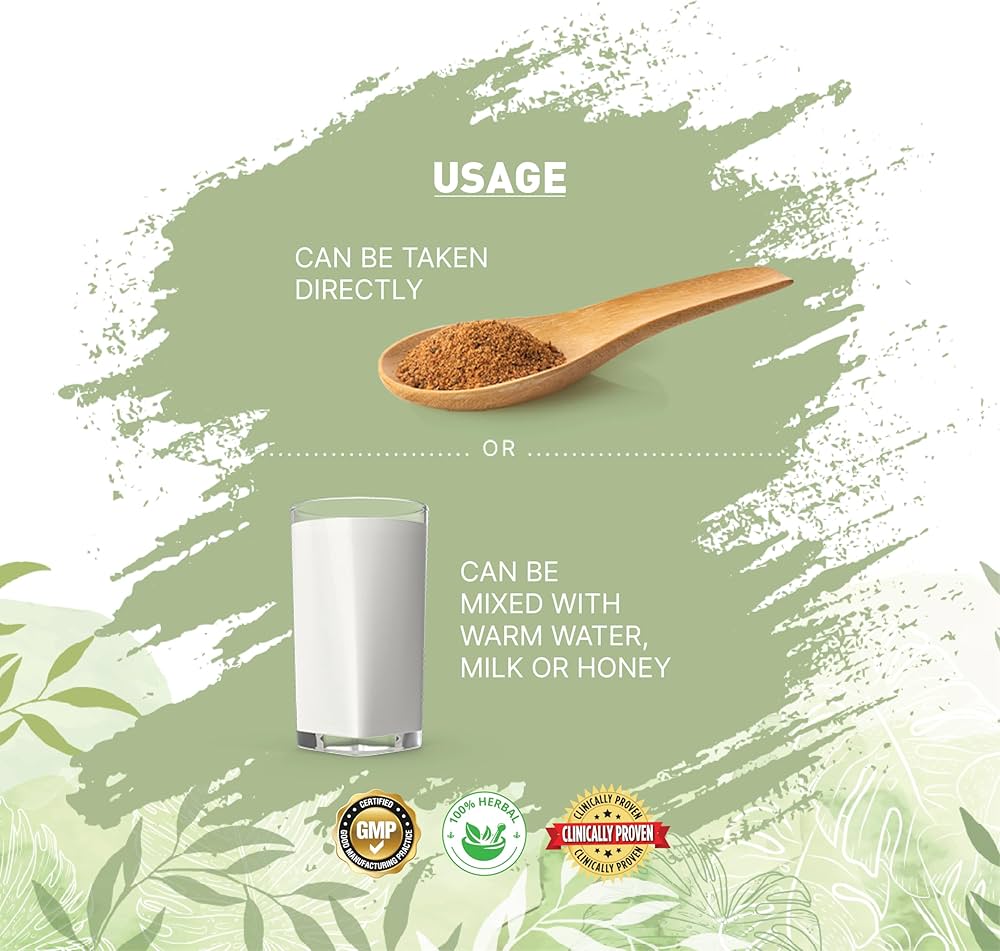 USAGE
CAN BE TAKEN
DIRECTLY
OR
CAN BE
MIXED WITH
WARM WATER,
MILK OR HONEY
CERTIFIED
GMP
GOOD MANUFACTURING PRACTICE
100% HERBAL
CLINICALLY PROVEN
CLINICALLY PROVEN
CLINICALLY PROVEN